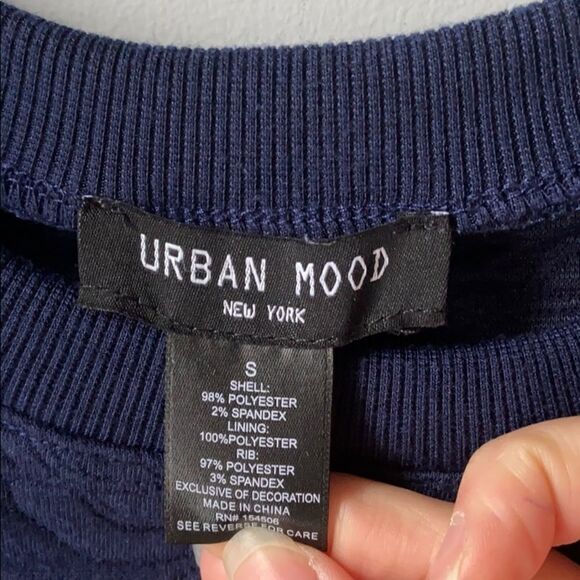 URBAN MOOD
NEW YORK
S
SHELL:
98% POLYESTER
2% SPANDEX
LINING:
100%POLYESTER
RIB:
97% POLYESTER
3% SPANDEX
EXCLUSIVE OF DECORATION
MADE IN CHINA
RN# 154506
SEE REVERSE FOR CARE